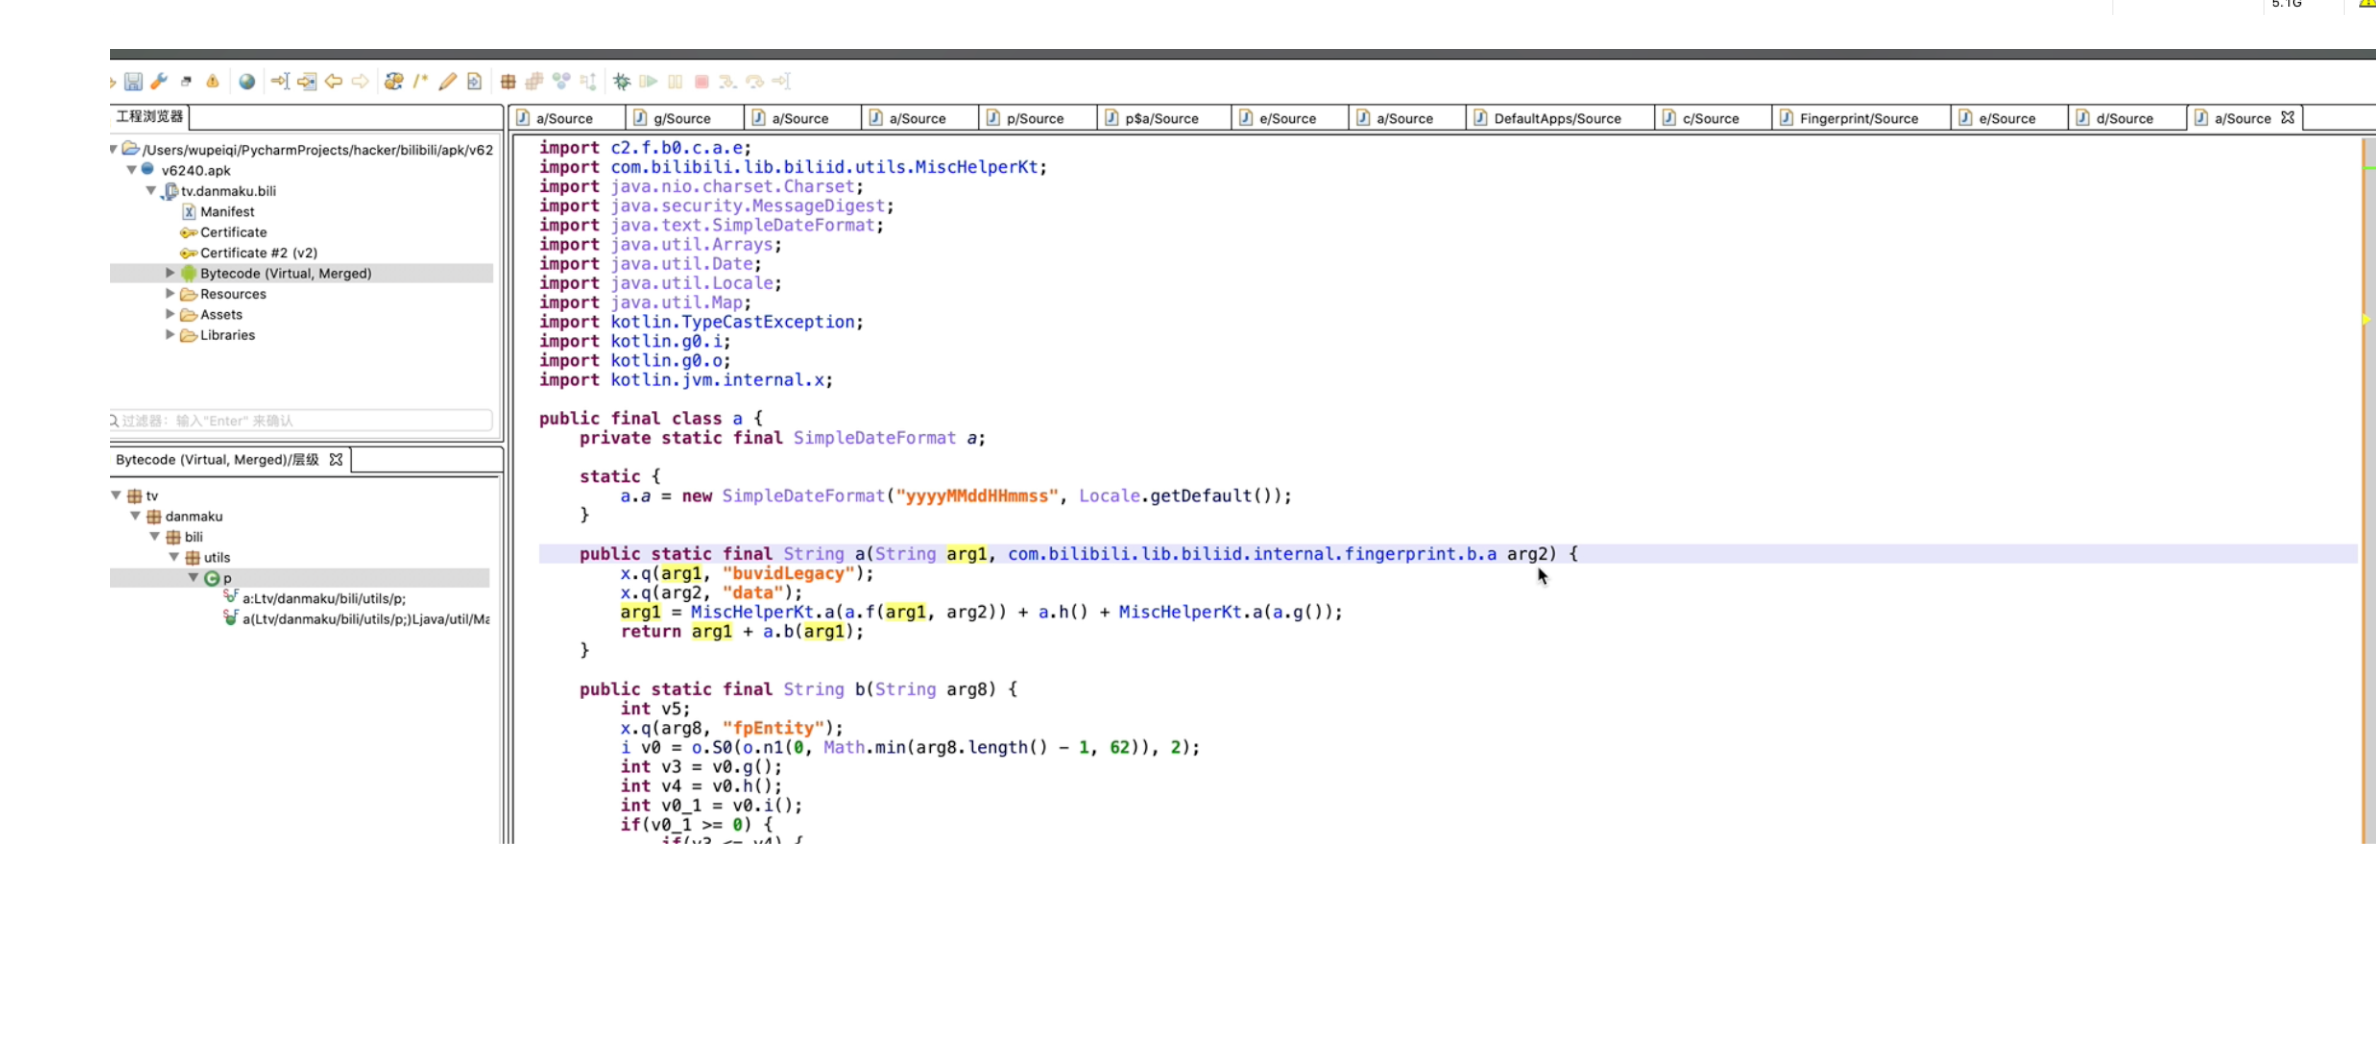 5.1G
工程浏览器
/Users/wupeiqi/PycharmProjects/hacker/bilibili/apk/v62
v6240.apk
tv.danmaku.bili
Manifest
Certificate
Certificate #2 (v2)
Bytecode (Virtual, Merged)
Resources
Assets
Libraries
过滤器: 输入"Enter" 来确认
Bytecode (Virtual, Merged)/层级
tv
danmaku
bili
utils
p
a:Ltv/danmaku/bili/utils/p;
a(Ltv/danmaku/bili/utils/p;)Ljava/util/Ma
a/Source g/Source a/Source a/Source p/Source p$a/Source e/Source a/Source DefaultApps/Source c/Source Fingerprint/Source e/Source d/Source a/Source
import c2.f.b0.c.a.e;
import com.bilibili.lib.biliid.utils.MiscHelperKt;
import java.nio.charset.Charset;
import java.security.MessageDigest;
import java.text.SimpleDateFormat;
import java.util.Arrays;
import java.util.Date;
import java.util.Locale;
import java.util.Map;
import kotlin.TypeCastException;
import kotlin.g0.i;
import kotlin.g0.o;
import kotlin.jvm.internal.x;
public final class a {
private static final SimpleDateFormat a;
static {
a.a = new SimpleDateFormat("yyyyMMddHHmmss", Locale.getDefault());
}
public static final String a(String arg1, com.bilibili.lib.biliid.internal.fingerprint.b.a arg2) {
x.q(arg1, "buvidLegacy");
x.q(arg2, "data");
arg1 = MiscHelperKt.a(a.f(arg1, arg2)) + a.h() + MiscHelperKt.a(a.g());
return arg1 + a.b(arg1);
}
public static final String b(String arg8) {
int v5;
x.q(arg8, "fpEntity");
i v0 = o.S0(o.n1(0, Math.min(arg8.length() - 1, 62)), 2);
int v3 = v0.g();
int v4 = v0.h();
int v0_1 = v0.i();
if(v0_1 >= 0) {
if(v3 <= v4) {